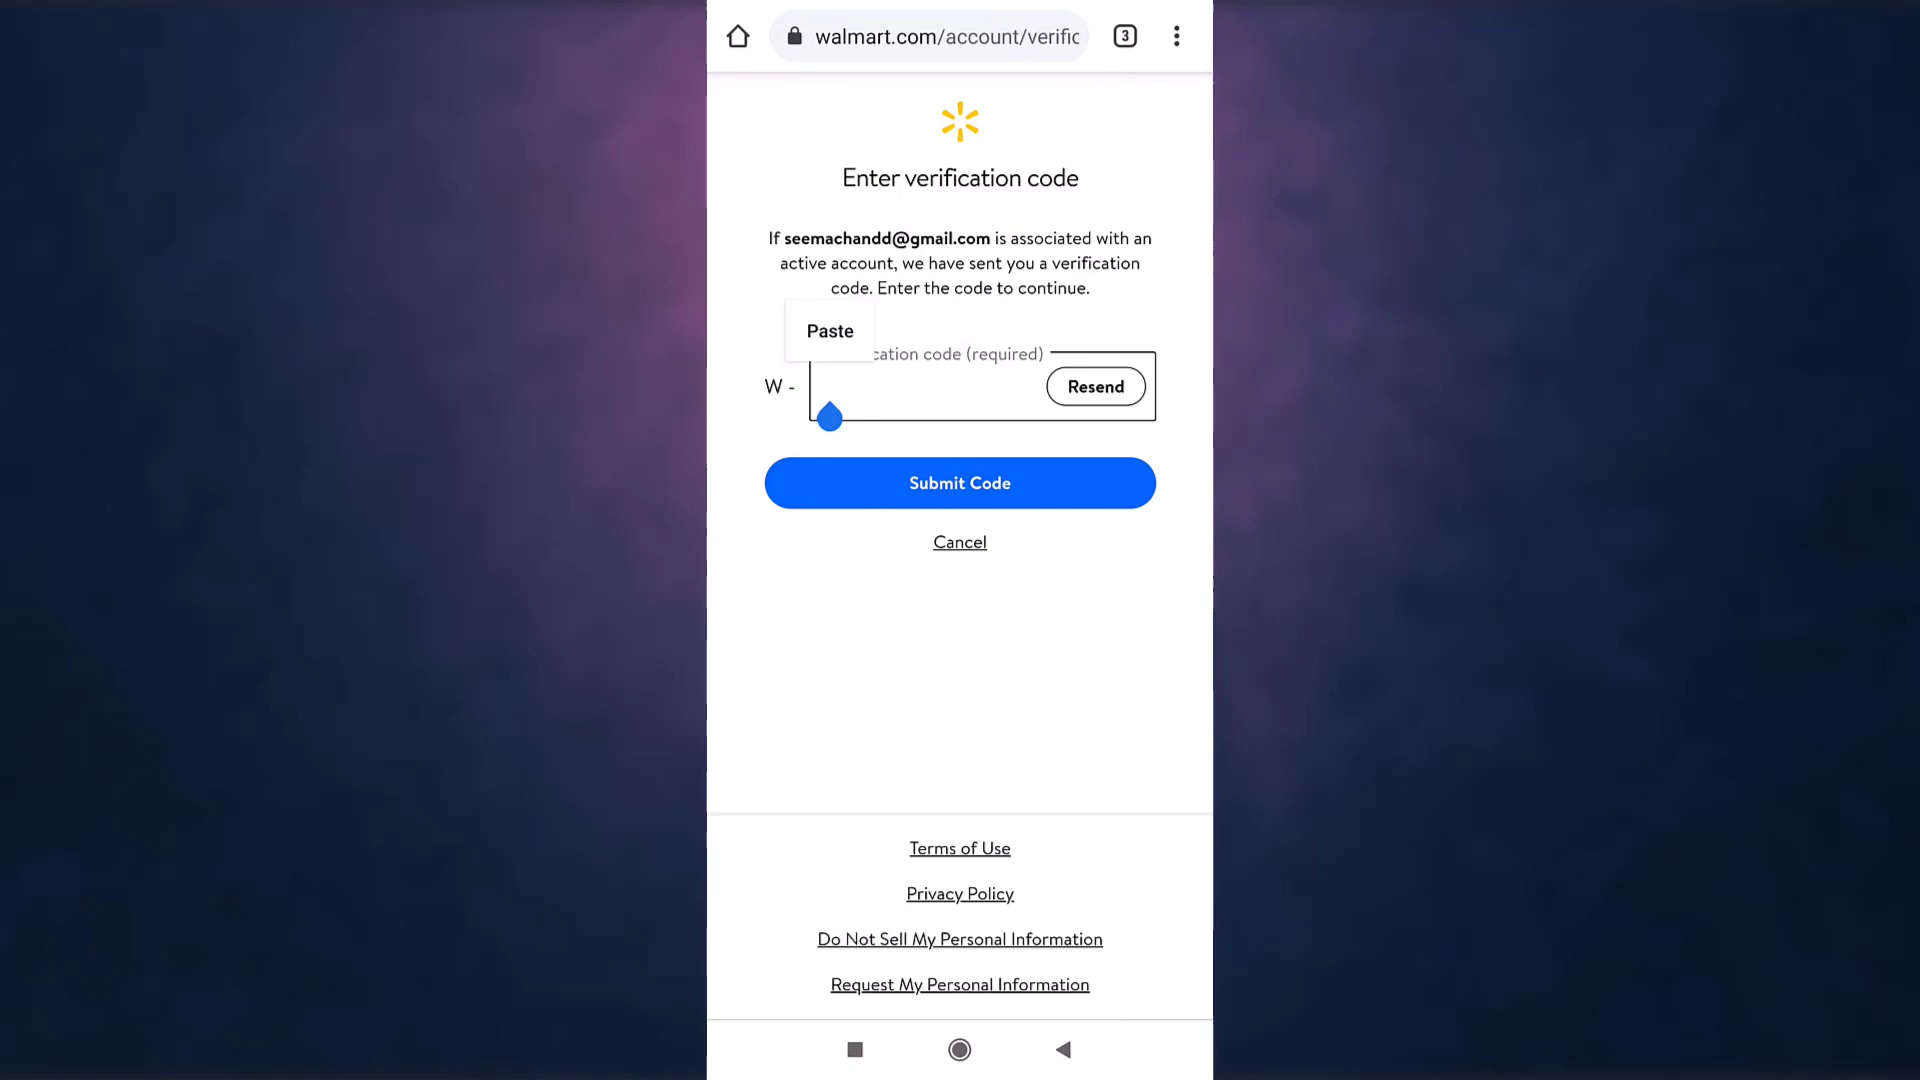 walmart.com/account/verific
3
Enter verification code
If seemachandd@gmail.com is associated with an
active account, we have sent you a verification
code. Enter the code to continue.
Paste
cation code (required)
W -
Resend
Submit Code
Cancel
Terms of Use
Privacy Policy
Do Not Sell My Personal Information
Request My Personal Information